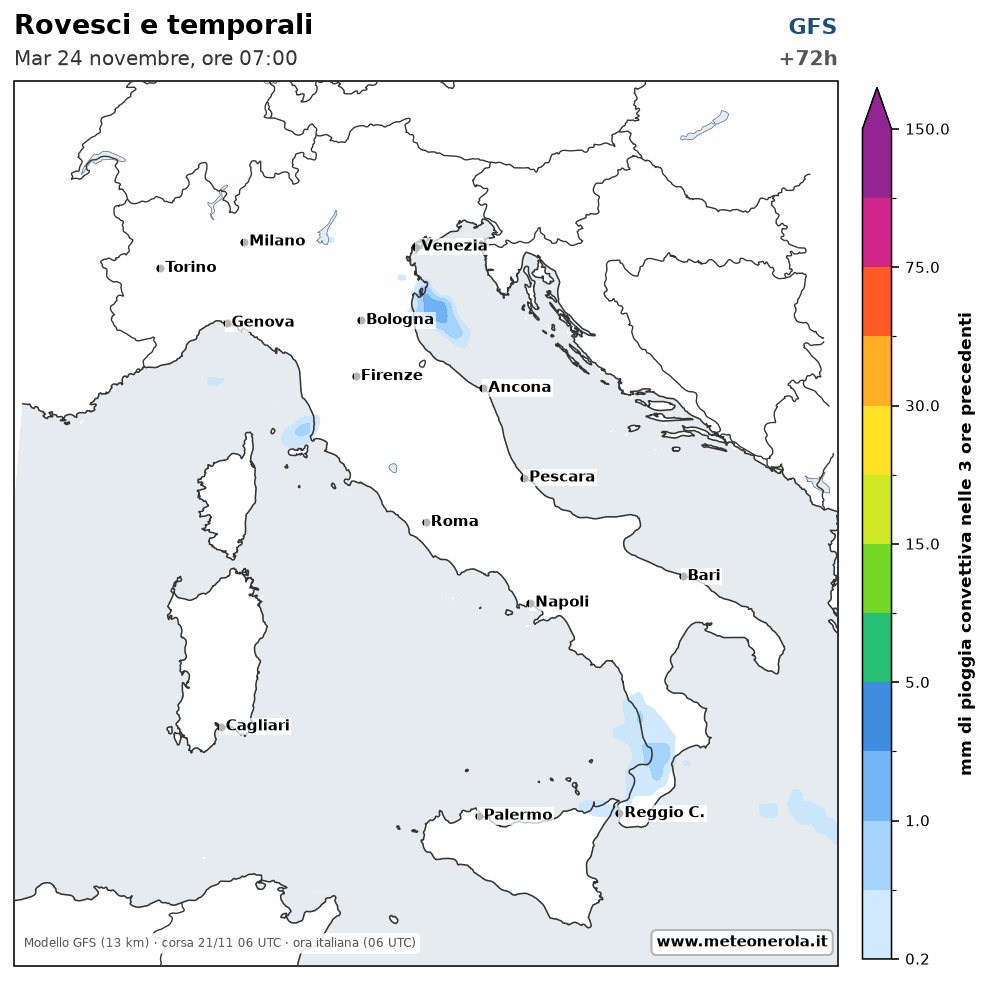 Rovesci e temporali
GFS
Mar 24 novembre, ore 07:00
+72h
150.0
75.0
30.0
15.0
5.0
1.0
0.2
mm di pioggia convettiva nelle 3 ore precedenti
Milano
Venezia
Torino
Genova
Bologna
Firenze
Ancona
Pescara
Roma
Bari
Napoli
Cagliari
Palermo
Reggio C.
Modello GFS (13 km) · corsa 21/11 06 UTC · ora italiana (06 UTC)
www.meteonerola.it